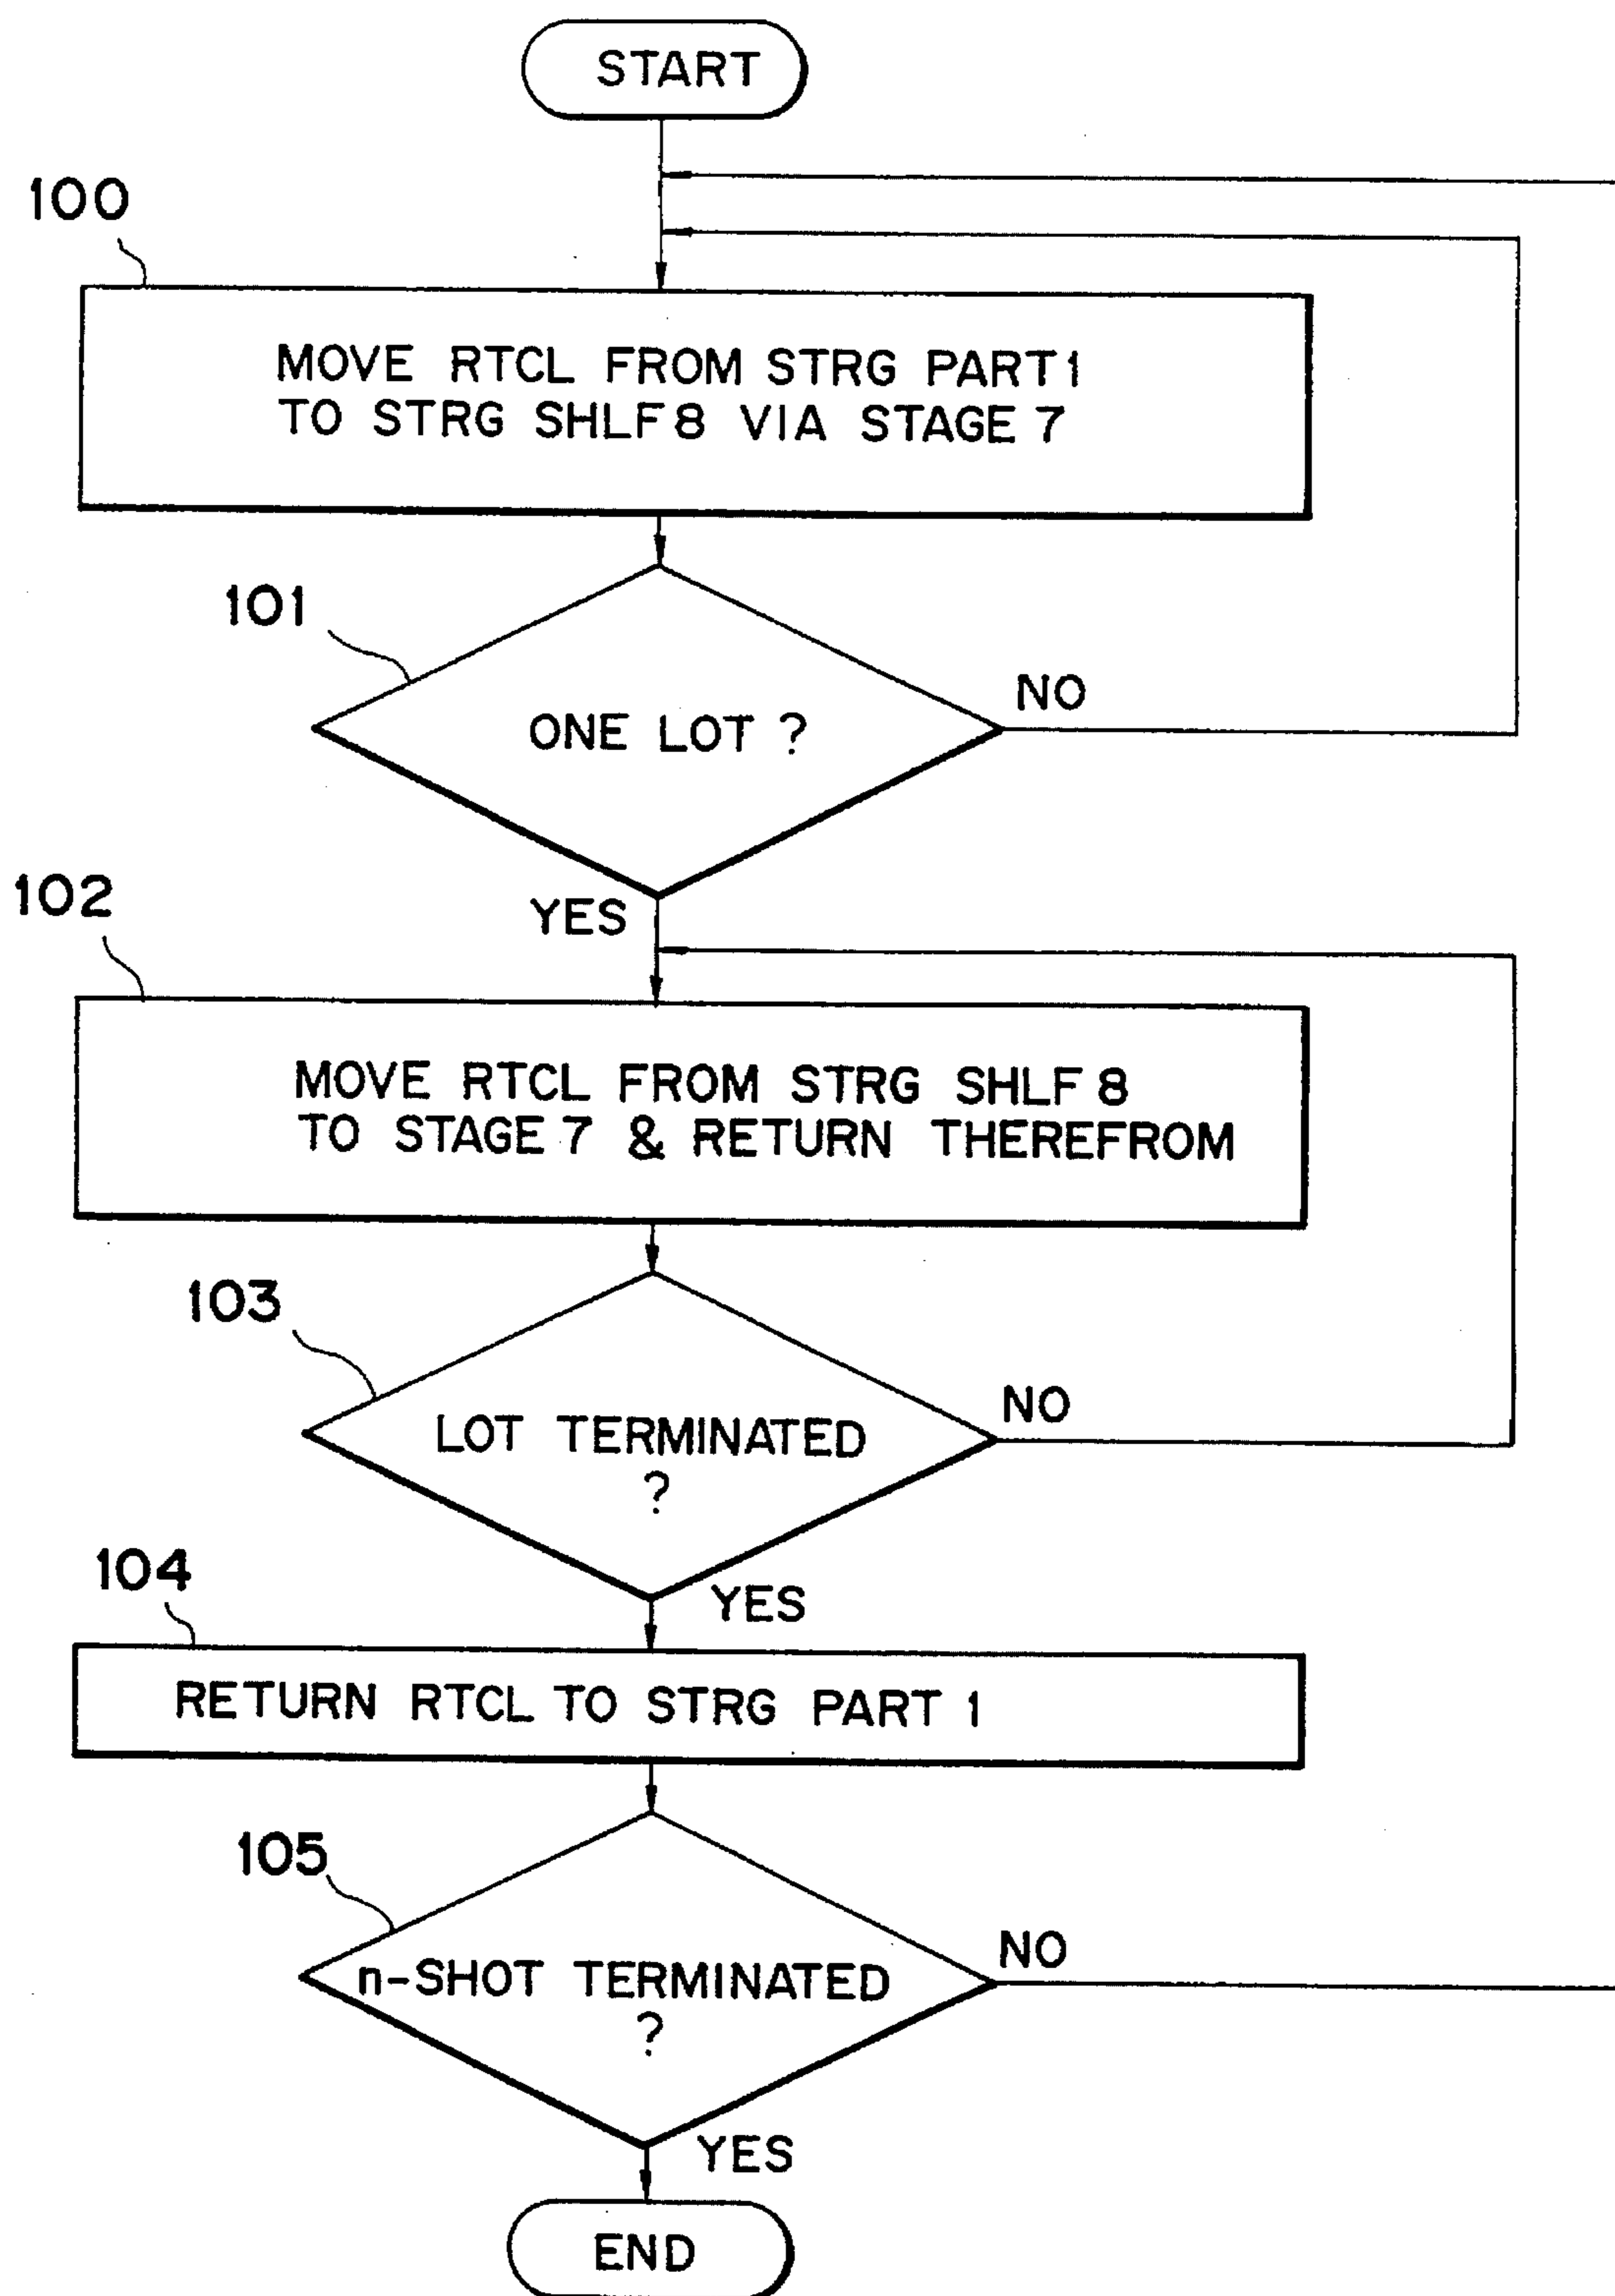 START
100
MOVE RTCL FROM STRG PART 1
TO STRG SHLF 8 VIA STAGE 7
101
ONE LOT ?
NO
YES
102
MOVE RTCL FROM STRG SHLF 8
TO STAGE 7 & RETURN THEREFROM
103
LOT TERMINATED
?
NO
YES
104
RETURN RTCL TO STRG PART 1
105
n-SHOT TERMINATED
?
NO
YES
END